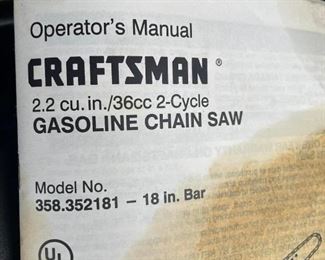 Operator's Manual
CRAFTSMAN®
2.2 cu. in./36cc 2-Cycle
GASOLINE CHAIN SAW
Model No.
358.352181 – 18 in. Bar
UL